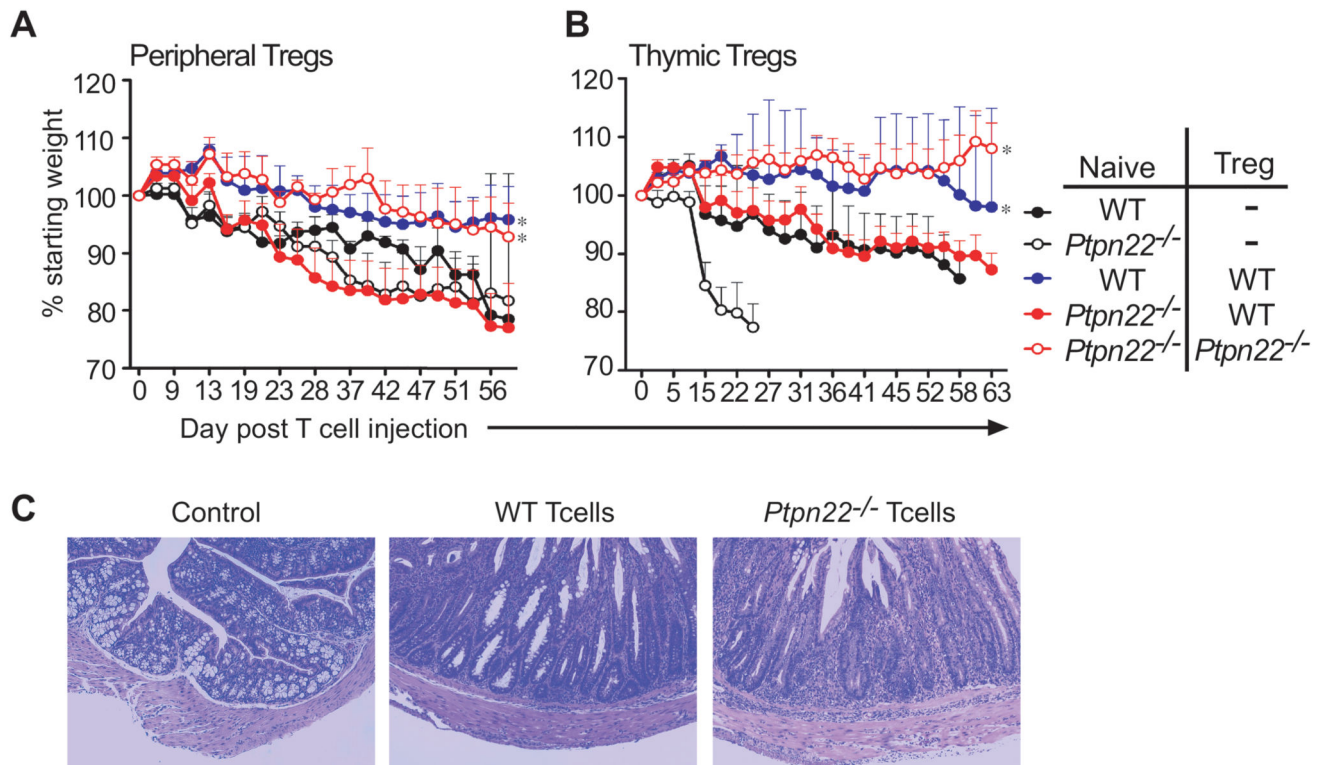 A
Peripheral Tregs
% starting weight
120
110
100
90
80
70
0 9 13 19 23 28 37 42 47 51 56
B
Thymic Tregs
120
110
100
90
80
70
0 5 15 22 27 31 36 41 45 52 58 63
*
*
*
*
Day post T cell injection
Naive Treg
WT -
Ptpn22-/- -
WT WT
Ptpn22-/- WT
Ptpn22-/- Ptpn22-/-
C
Control
WT Tcells
Ptpn22-/- Tcells